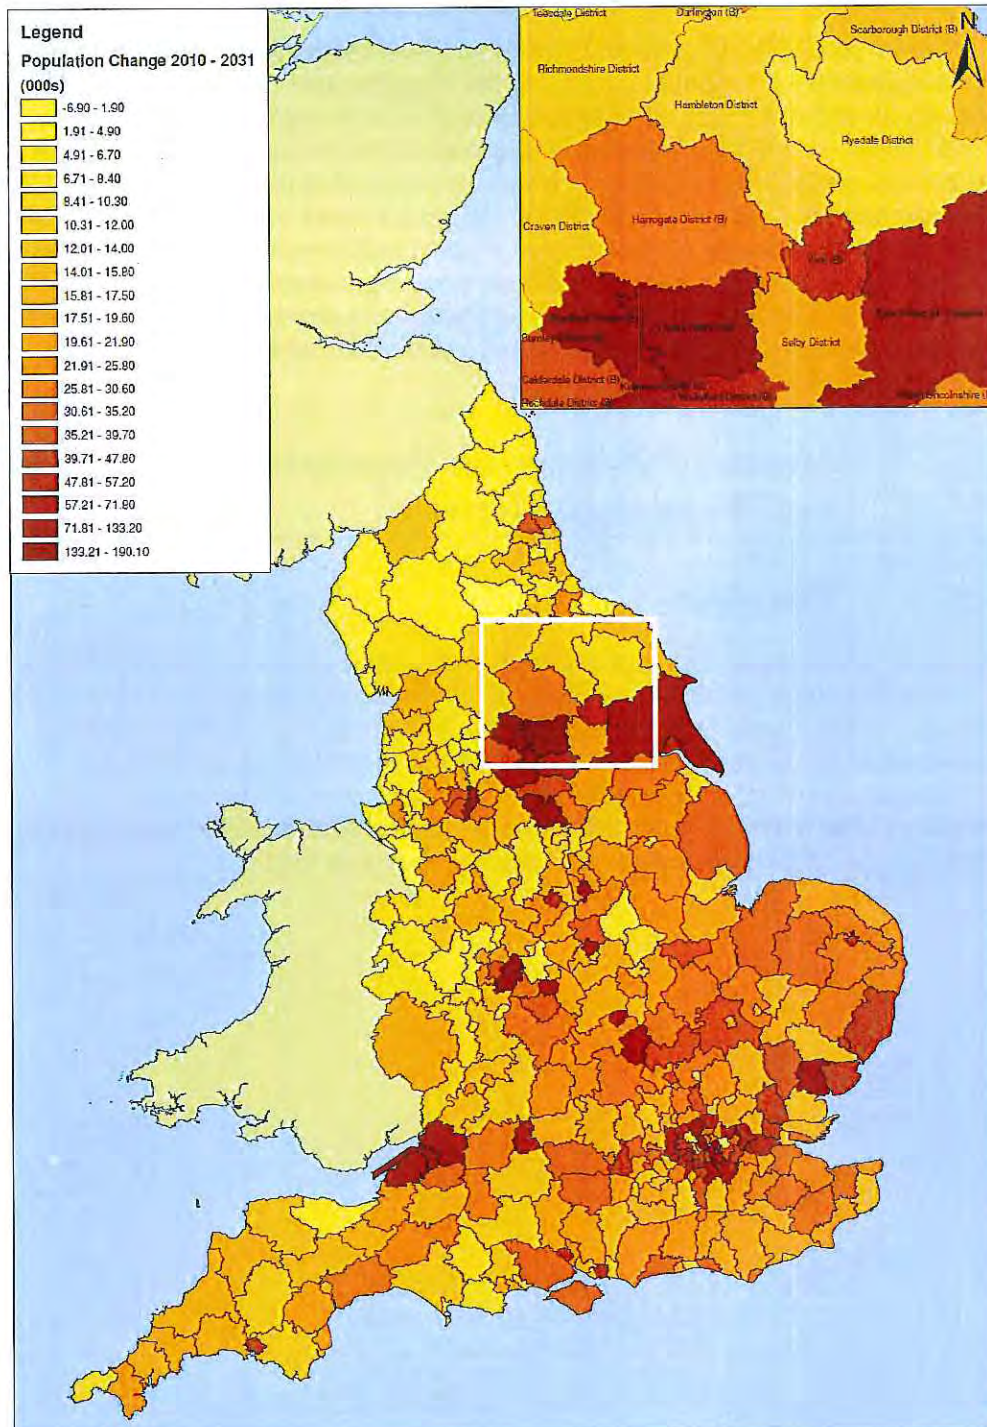 Legend
Population Change 2010 - 2031
(000s)
-6.90 - 1.90
1.91 - 4.90
4.91 - 6.70
6.71 - 8.40
8.41 - 10.30
10.31 - 12.00
12.01 - 14.00
14.01 - 15.80
15.81 - 17.50
17.51 - 19.60
19.61 - 21.90
21.91 - 25.80
25.81 - 30.60
30.61 - 35.20
35.21 - 39.70
39.71 - 47.80
47.81 - 57.20
57.21 - 71.80
71.81 - 133.20
133.21 - 190.10
Teesdale District
Darlington (B)
Scarborough District (B)
N
Richmondshire District
Hambleton District
Ryedale District
Craven District
Harrogate District (B)
York (B)
Selby District
Calderdale District (B)
Rochdale District (B)